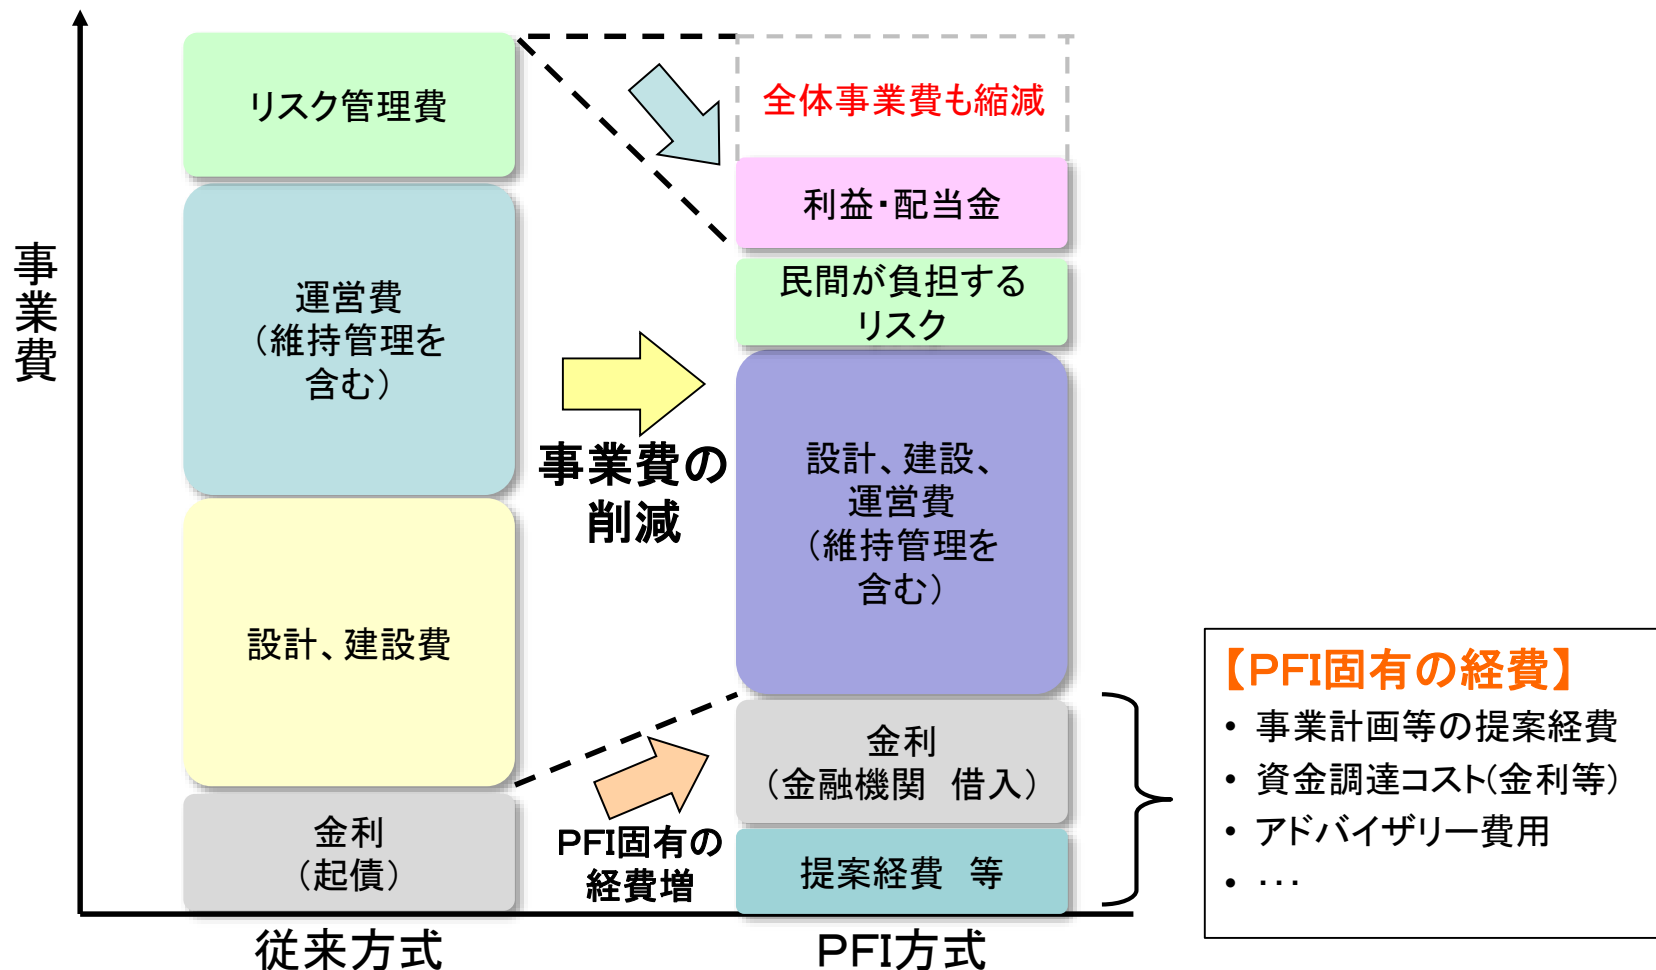 事業費
リスク管理費
運営費
（維持管理を
含む）
設計、建設費
金利
（起債）
従来方式
事業費の
削減
PFI固有の
経費増
全体事業費も縮減
利益・配当金
民間が負担する
リスク
設計、建設、
運営費
（維持管理を
含む）
金利
（金融機関　借入）
提案経費　等
PFI方式
【PFI固有の経費】
• 事業計画等の提案経費
• 資金調達コスト(金利等)
• アドバイザリー費用
• ・・・